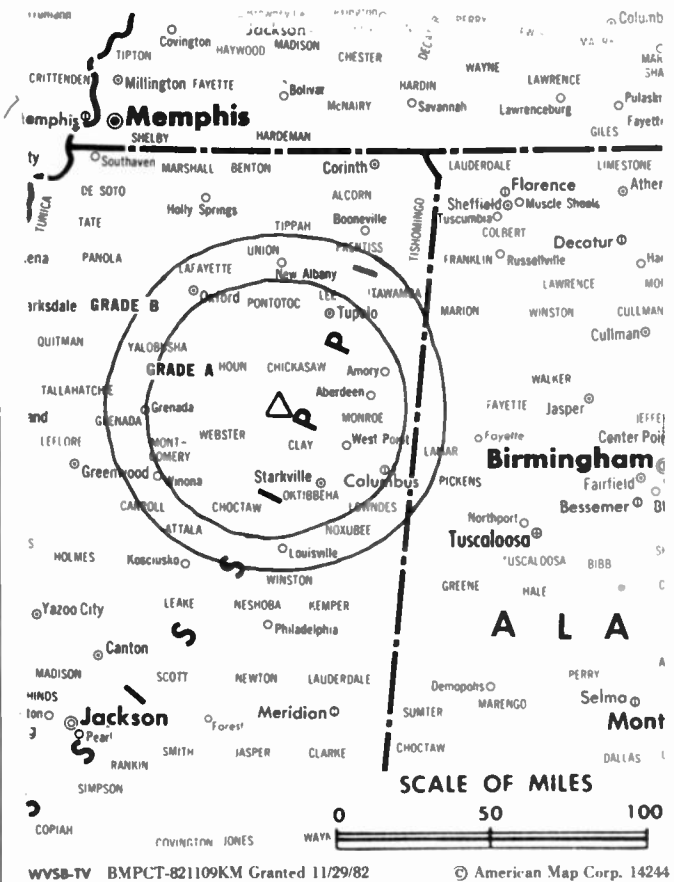 Jackson
PERRY
Covington
HAYWOOD
MADISON
CHESTER
TIPTON
WAYNE
CRITTENDEN
Millington
FAYETTE
Bolivar
HARDIN
LAWRENCE
McNAIRY
Savannah
Lawrenceburg
Memphis
SHELBY
HARDEMAN
GILES
Southaven
MARSHALL
BENTON
Corinth
LAUDERDALE
LIMESTONE
DE SOTO
ALCORN
Florence
TUNICA
Holly Springs
Sheffield
Muscle Shoals
TATE
Booneville
TISHOMINGO
Tuscumbia
TIPPAH
COLBERT
Decatur
UNION
PRENTISS
PANOLA
LAFAYETTE
New Albany
FRANKLIN
Russellville
LEE
ITAWAMBA
LAWRENCE
Oxford
PONTOTOC
GRADE B
Tupelo
MARION
WINSTON
CULLMAN
QUITMAN
YALOBUSHA
P
Cullman
GRADE A
HOUN
CHICKASAW
Amory
WALKER
TALLAHATCHIE
Aberdeen
Grenada
P
FAYETTE
Jasper
GRENADA
MONROE
LEFLORE
WEBSTER
CLAY
West Point
LAMAR
Fayette
MONT-
GOMERY
Birmingham
Greenwood
Winona
Starkville
Columbus
PICKENS
Fairfield
OKTIBBEHA
Bessemer
CARROLL
CHOCTAW
LOWNDES
Northport
ATTALA
NOXUBEE
Tuscaloosa
HOLMES
Kosciusko
Louisville
BIBB
S
WINSTON
GREENE
HALE
LEAKE
NESHOBA
KEMPER
Yazoo City
S
Philadelphia
A L A
Canton
MADISON
SCOTT
NEWTON
LAUDERDALE
PERRY
Demopolis
HINDS
MARENGO
Selma
Jackson
Forest
Meridian
SUMTER
Mont
Pearl
S
SMITH
JASPER
CLARKE
CHOCTAW
RANKIN
DALLAS
SIMPSON
SCALE OF MILES
0 50 100
COPIAH
COVINGTON
JONES
WVSB-TV BMPCT-821109KM Granted 11/29/82
© American Map Corp. 14244